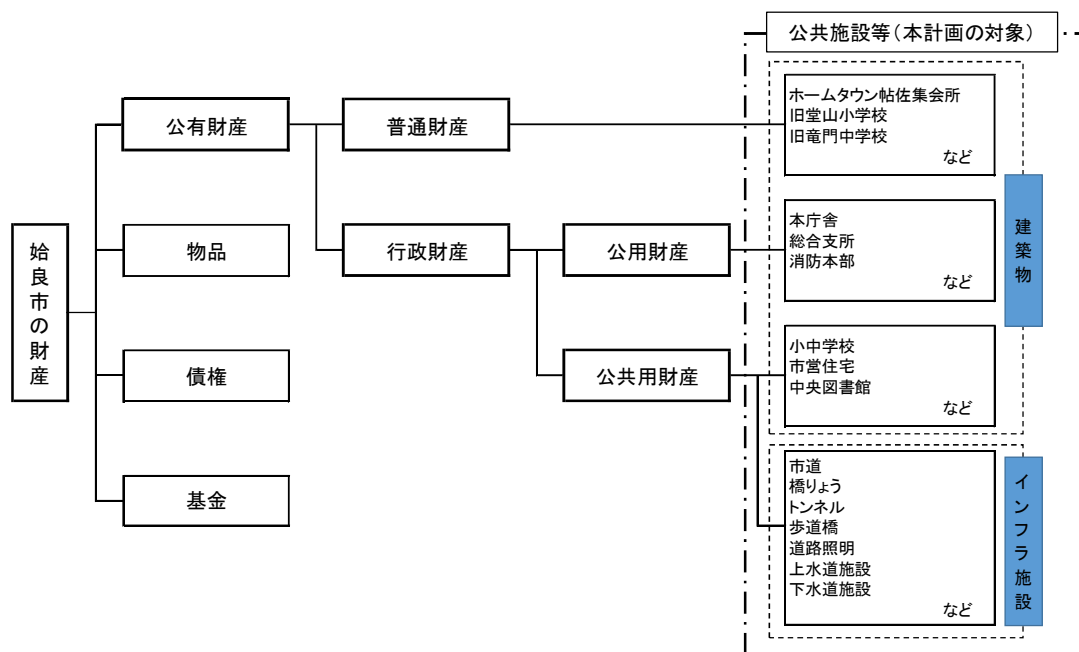 公共施設等（本計画の対象）
姶良市の財産
公有財産
物品
債権
基金
普通財産
行政財産
公用財産
公共用財産
ホームタウン帖佐集会所
旧堂山小学校
旧竜門中学校
など
本庁舎
総合支所
消防本部
など
小中学校
市営住宅
中央図書館
など
建築物
市道
橋りょう
トンネル
歩道橋
道路照明
上水道施設
下水道施設
など
インフラ施設